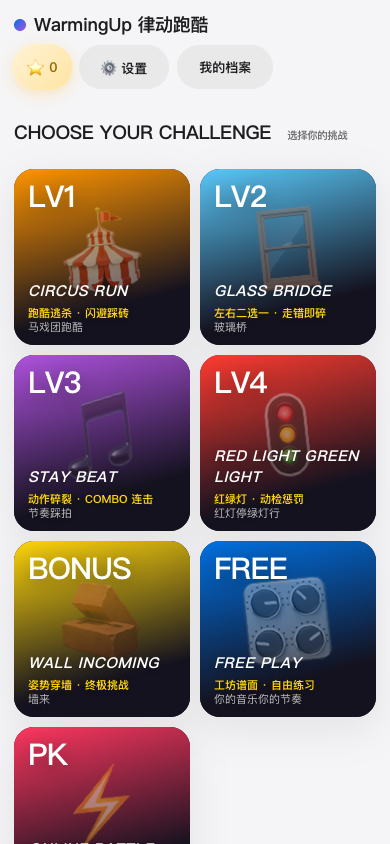 WarmingUp 律动跑酷
0
设置
我的档案
CHOOSE YOUR CHALLENGE 选择你的挑战
LV1
CIRCUS RUN
跑酷逃杀 · 闪避踩砖
马戏团跑酷
LV2
GLASS BRIDGE
左右二选一 · 走错即碎
玻璃桥
LV3
STAY BEAT
动作碎裂 · COMBO 连击
节奏踩拍
LV4
RED LIGHT GREEN
LIGHT
红绿灯 · 动检惩罚
红灯停绿灯行
BONUS
WALL INCOMING
姿势穿墙 · 终极挑战
墙来
FREE
FREE PLAY
工坊谱面 · 自由练习
你的音乐你的节奏
PK